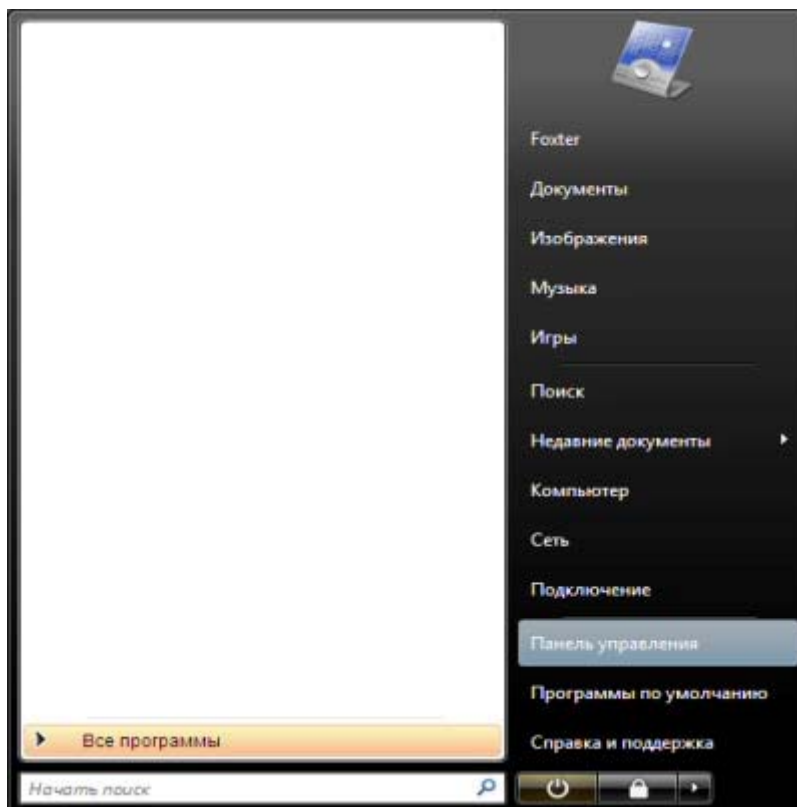 Foxter
Документы
Изображения
Музыка
Игры
Поиск
Недавние документы
Компьютер
Сеть
Подключение
Панель управления
Программы по умолчанию
Справка и поддержка
Все программы
Начать поиск